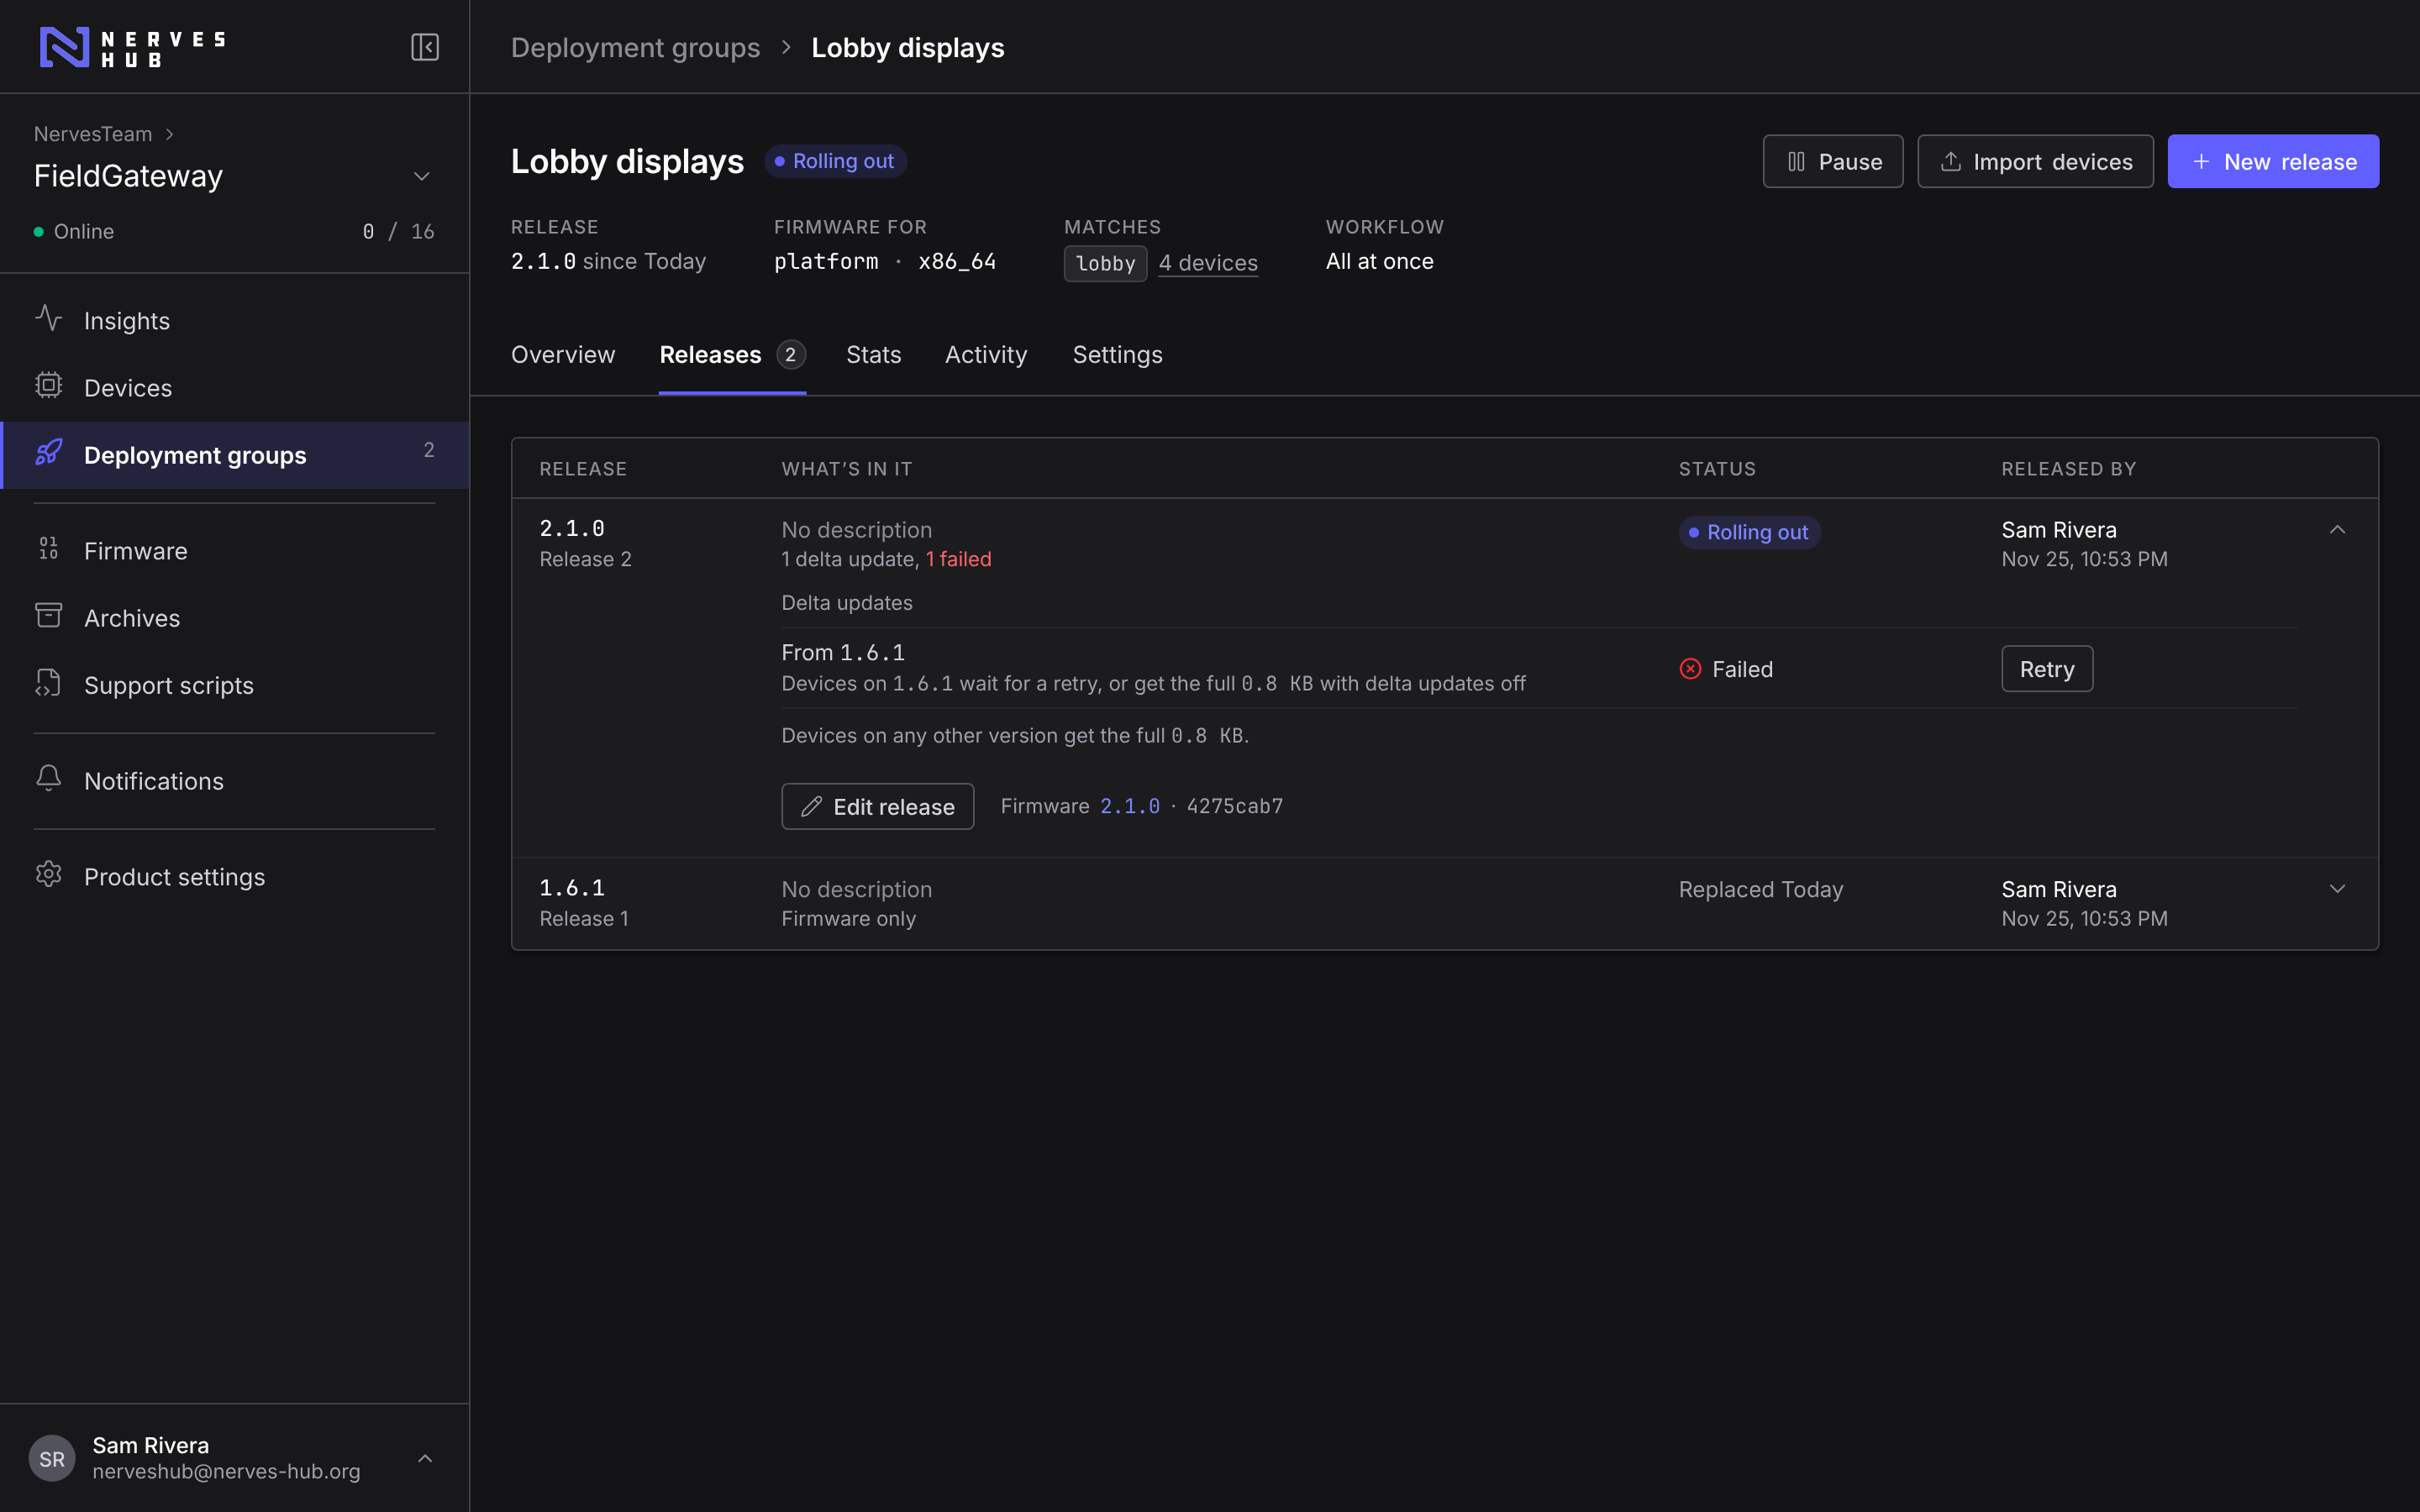 NERVES
HUB
Deployment groups > Lobby displays
NervesTeam >
FieldGateway
Online 0 / 16
Insights
Devices
Deployment groups 2
Firmware
Archives
Support scripts
Notifications
Product settings
SR
Sam Rivera
nerveshub@nerves-hub.org
Lobby displays Rolling out
Pause
Import devices
New release
RELEASE
2.1.0 since Today
FIRMWARE FOR
platform · x86_64
MATCHES
lobby 4 devices
WORKFLOW
All at once
Overview Releases 2 Stats Activity Settings
RELEASE WHAT’S IN IT STATUS RELEASED BY
2.1.0 No description Rolling out Sam Rivera
Release 2 1 delta update, 1 failed Nov 25, 10:53 PM
Delta updates
From 1.6.1
Devices on 1.6.1 wait for a retry, or get the full 0.8 KB with delta updates off
Failed
Retry
Devices on any other version get the full 0.8 KB.
Edit release Firmware 2.1.0 · 4275cab7
1.6.1 No description Replaced Today Sam Rivera
Release 1 Firmware only Nov 25, 10:53 PM